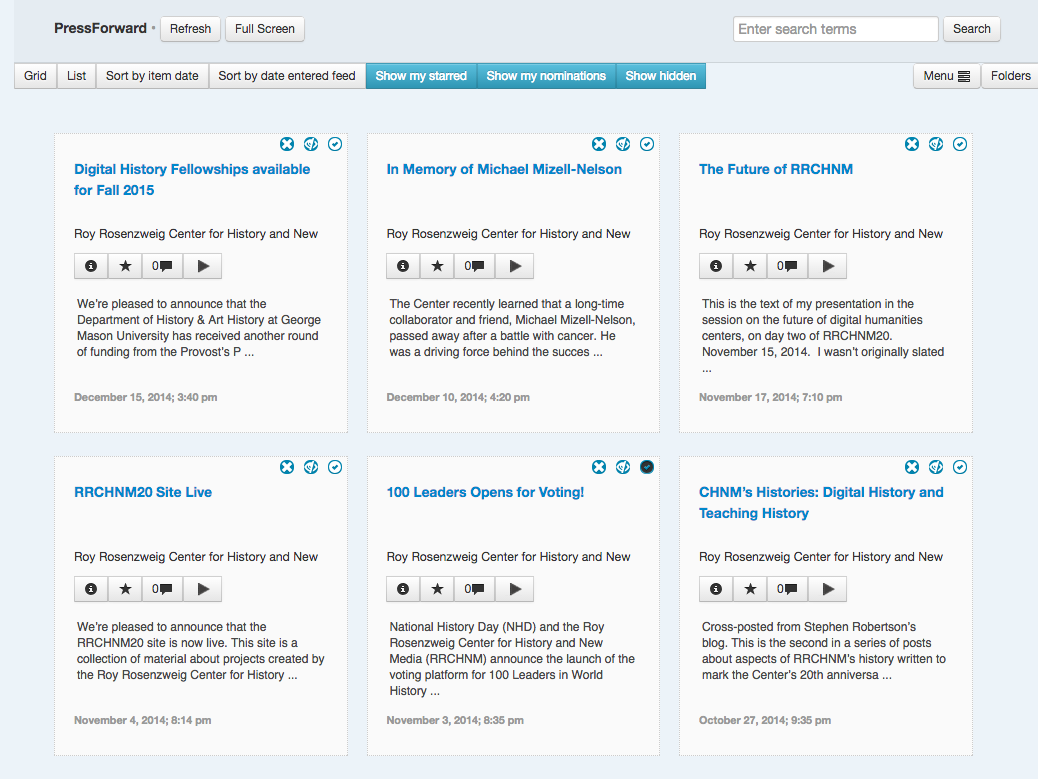 PressForward • Refresh Full Screen Enter search terms Search
Grid List Sort by item date Sort by date entered feed Show my starred Show my nominations Show hidden Menu Folders
Digital History Fellowships available
for Fall 2015
Roy Rosenzweig Center for History and New
0
We're pleased to announce that the
Department of History & Art History at George
Mason University has received another round
of funding from the Provost's P ...
December 15, 2014; 3:40 pm
In Memory of Michael Mizell-Nelson
Roy Rosenzweig Center for History and New
0
The Center recently learned that a long-time
collaborator and friend, Michael Mizell-Nelson,
passed away after a battle with cancer. He
was a driving force behind the succes ...
December 10, 2014; 4:20 pm
The Future of RRCHNM
Roy Rosenzweig Center for History and New
0
This is the text of my presentation in the
session on the future of digital humanities
centers, on day two of RRCHNM20.
November 15, 2014.  I wasn't originally slated
...
November 17, 2014; 7:10 pm
RRCHNM20 Site Live
Roy Rosenzweig Center for History and New
0
We're pleased to announce that the
RRCHNM20 site is now live. This site is a
collection of material about projects created by
the Roy Rosenzweig Center for History ...
November 4, 2014; 8:14 pm
100 Leaders Opens for Voting!
Roy Rosenzweig Center for History and New
0
National History Day (NHD) and the Roy
Rosenzweig Center for History and New
Media (RRCHNM) announce the launch of the
voting platform for 100 Leaders in World
History ...
November 3, 2014; 8:35 pm
CHNM's Histories: Digital History and
Teaching History
Roy Rosenzweig Center for History and New
0
Cross-posted from Stephen Robertson's
blog. This is the second in a series of posts
about aspects of RRCHNM's history written to
mark the Center's 20th anniversa ...
October 27, 2014; 9:35 pm